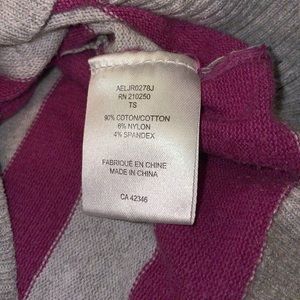 AELJR0278J
RN 210250
TS
90% COTON/COTTON
6% NYLON
4% SPANDEX
FABRIQUÉ EN CHINE
MADE IN CHINA
CA 42346